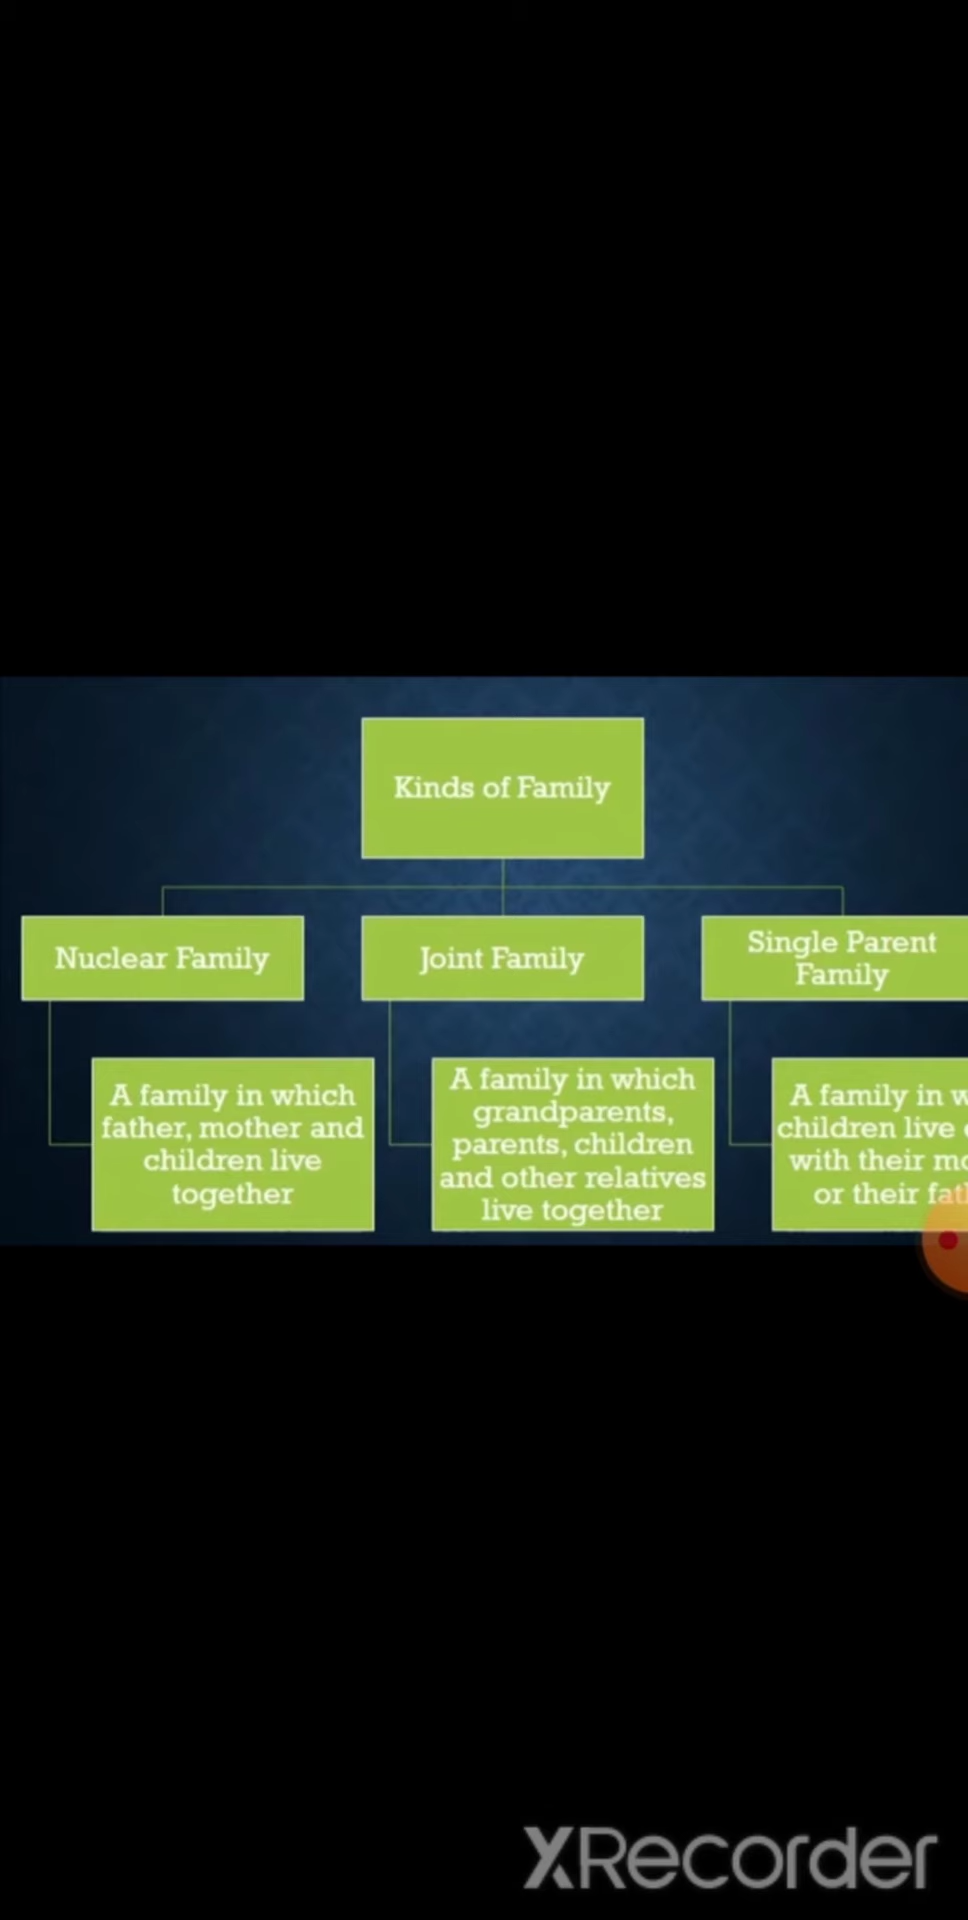 Kinds of Family
Nuclear Family
Joint Family
Single Parent
Family
A family in which
father, mother and
children live
together
A family in which
grandparents,
parents, children
and other relatives
live together
A family in
children live
with their
or their
XRecorder